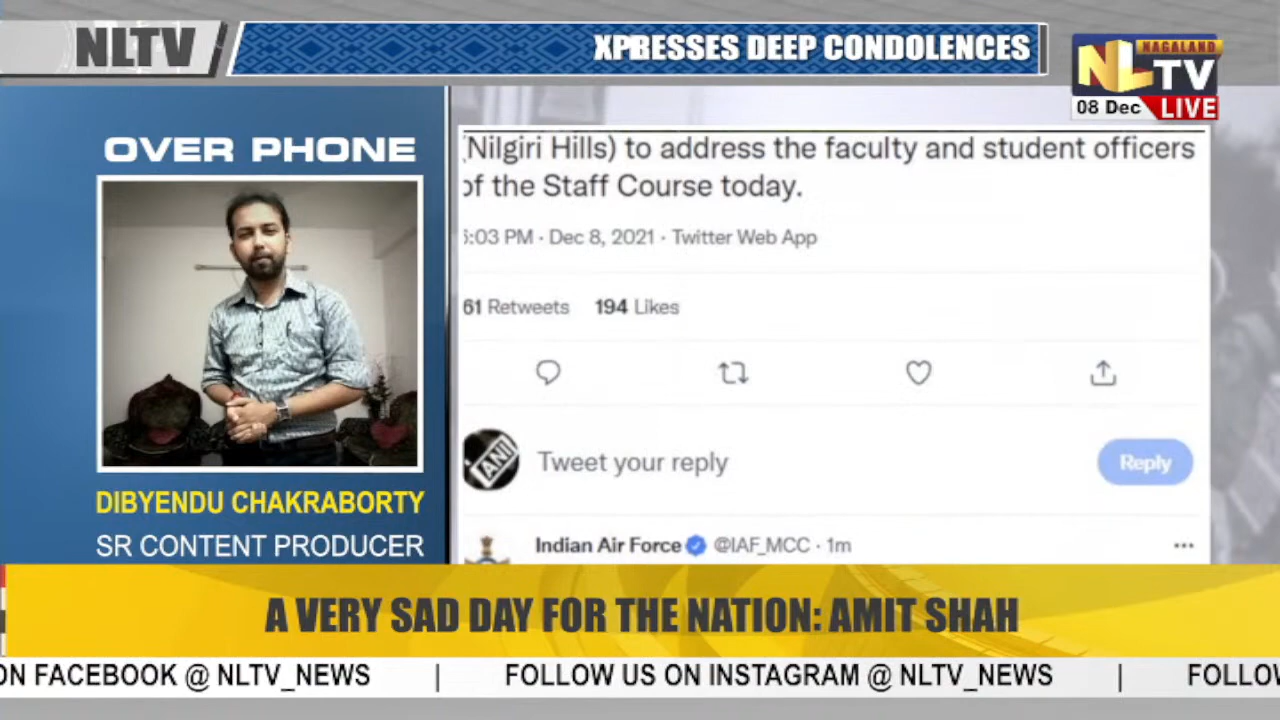 NLTV
XPRESSES DEEP CONDOLENCES
NAGALAND
NLTV
08 Dec LIVE
OVER PHONE
(Nilgiri Hills) to address the faculty and student officers
of the Staff Course today.
:03 PM · Dec 8, 2021 · Twitter Web App
61 Retweets 194 Likes
ANI
Tweet your reply
Reply
DIBYENDU CHAKRABORTY
SR CONTENT PRODUCER
Indian Air Force @IAF_MCC · 1m
A VERY SAD DAY FOR THE NATION: AMIT SHAH
ON FACEBOOK @ NLTV_NEWS | FOLLOW US ON INSTAGRAM @ NLTV_NEWS | FOLLO